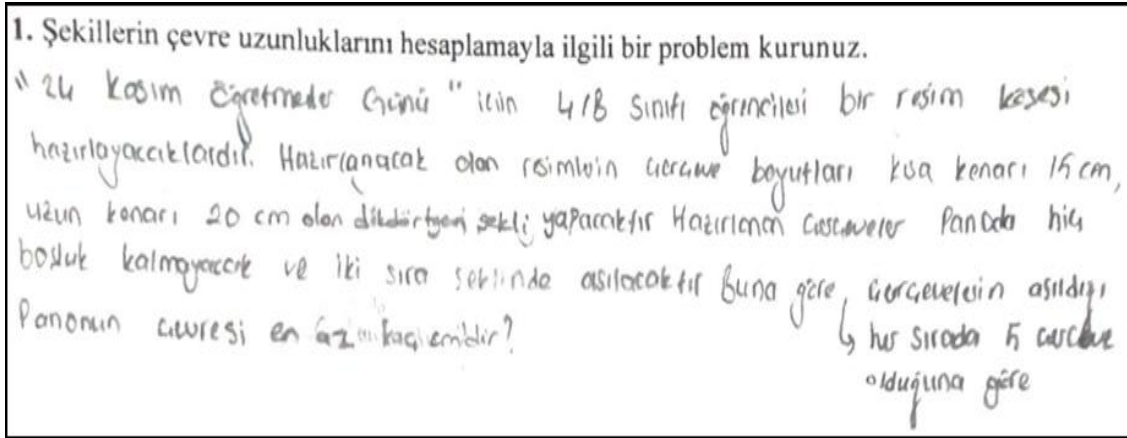 1. Şekillerin çevre uzunluklarını hesaplamayla ilgili bir problem kurunuz.
"24 Kasım Öğretmenler Günü" için 4/B sınıfı öğrencileri bir resim köşesi
hazırlayacaklardır. Hazırlanacak olan resimlerin çerçeve boyutları kısa kenarı 15 cm,
uzun kenarı 20 cm olan dikdörtgen şekli yapacaktır Hazırlanan çerçeveler Panoda hiç
boşluk kalmayacak ve iki sıra şeklinde asılacaktır Buna göre, çerçevelerin asıldığı
Panonun çevresi en az kaç cm'dir?
↳ her sırada 5 çerçeve
olduğuna göre